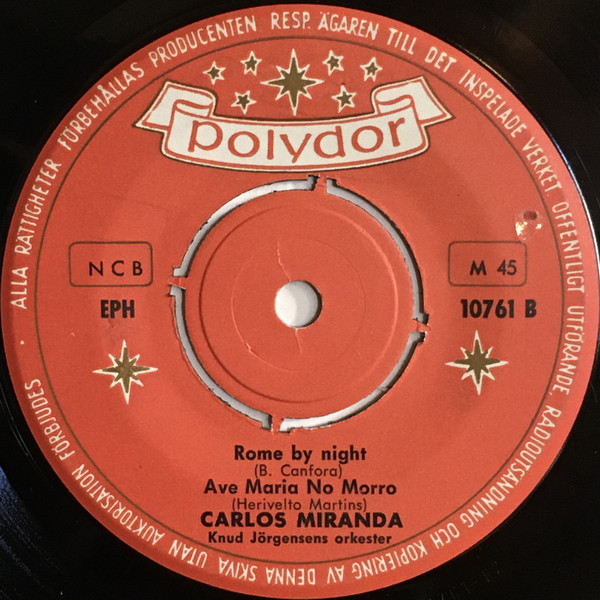 ALLA RÄTTIGHETER FÖRBEHÅLLAS PRODUCENTEN RESP. ÄGAREN TILL DET INSPELADE VERKET. OFFENTLIGT UTFÖRANDE, RADIOUTSÄNDNING OCH KOPIERING AV DENNA SKIVA UTAN AUKTORISATION FÖRBJUDES ·
polydor
NCB
M 45
EPH
10761 B
Rome by night
(B. Canfora)
Ave Maria No Morro
(Herivelto Martins)
CARLOS MIRANDA
Knud Jörgensens orkester